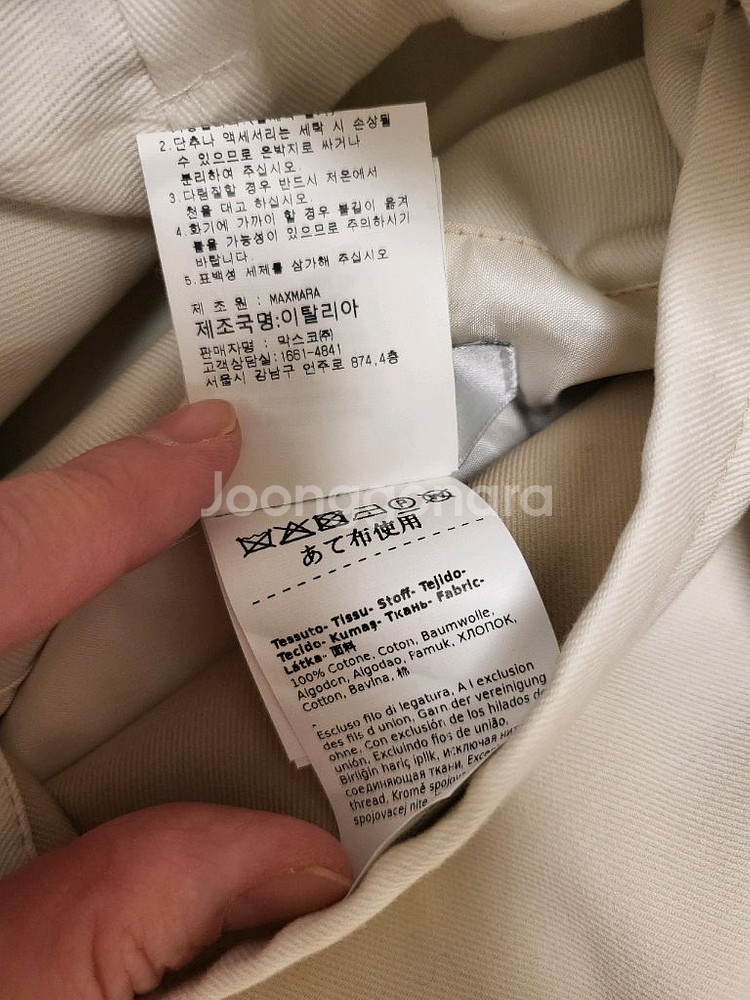 2.단추나 액세서리는 세탁 시 손상될
수 있으므로 은박지로 싸거나
분리하여 주십시오.
3.다림질할 경우 반드시 저온에서
천을 대고 하십시오.
4.화기에 가까이 할 경우 불길이 옮겨
붙을 가능성이 있으므로 주의하시기
바랍니다.
5.표백성 세제를 삼가해 주십시오
제 조 원 : MAXMARA
제조국명:이탈리아
판매자명 : 막스코(주)
고객상담실:1661-4841
서울시 강남구 언주로 874,4층
Joonggonara
あて布使用
Tessuto- Tissu- Stoff- Tejido-
Tecido- Kumaş- Ткань- Fabric-
Látka- 面料
100% Cotone, Coton, Baumwolle,
Algodon, Algodao, Pamuk, ХЛОПОК,
Cotton, Bavlna, 棉
Escluso filo di legatura, A l exclusion
des fils d union, Garn der vereinigung
ohne, Con exclusión de los hilados de
unión, Excluindo fios de união,
Birliğin hariç iplik, исключая
соединяющая ткани,
thread, Kromě
spojovací nite